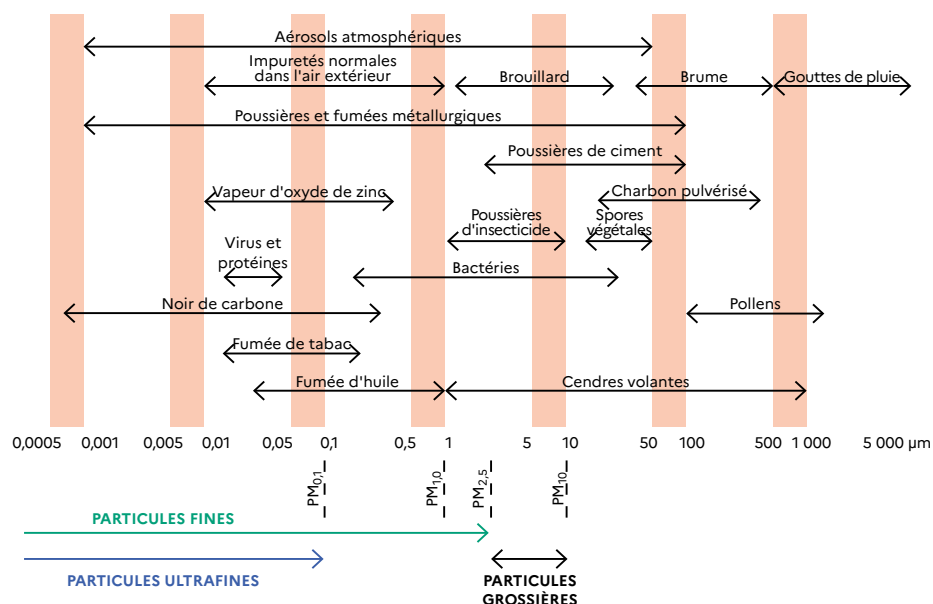 Aérosols atmosphériques
Impuretés normales
dans l'air extérieur
Brouillard
Brume
Gouttes de pluie
Poussières et fumées métallurgiques
Poussières de ciment
Vapeur d'oxyde de zinc
Charbon pulvérisé
Poussières
d'insecticide
Spores
végétales
Virus et
protéines
Bactéries
Noir de carbone
Pollens
Fumée de tabac
Fumée d'huile
Cendres volantes
0,0005 0,001 0,005 0,01 0,05 0,1 0,5 1 5 10 50 100 500 1 000 5 000 µm
PM0,1
PM1,0
PM2,5
PM10
PARTICULES FINES
PARTICULES ULTRAFINES
PARTICULES
GROSSIÈRES